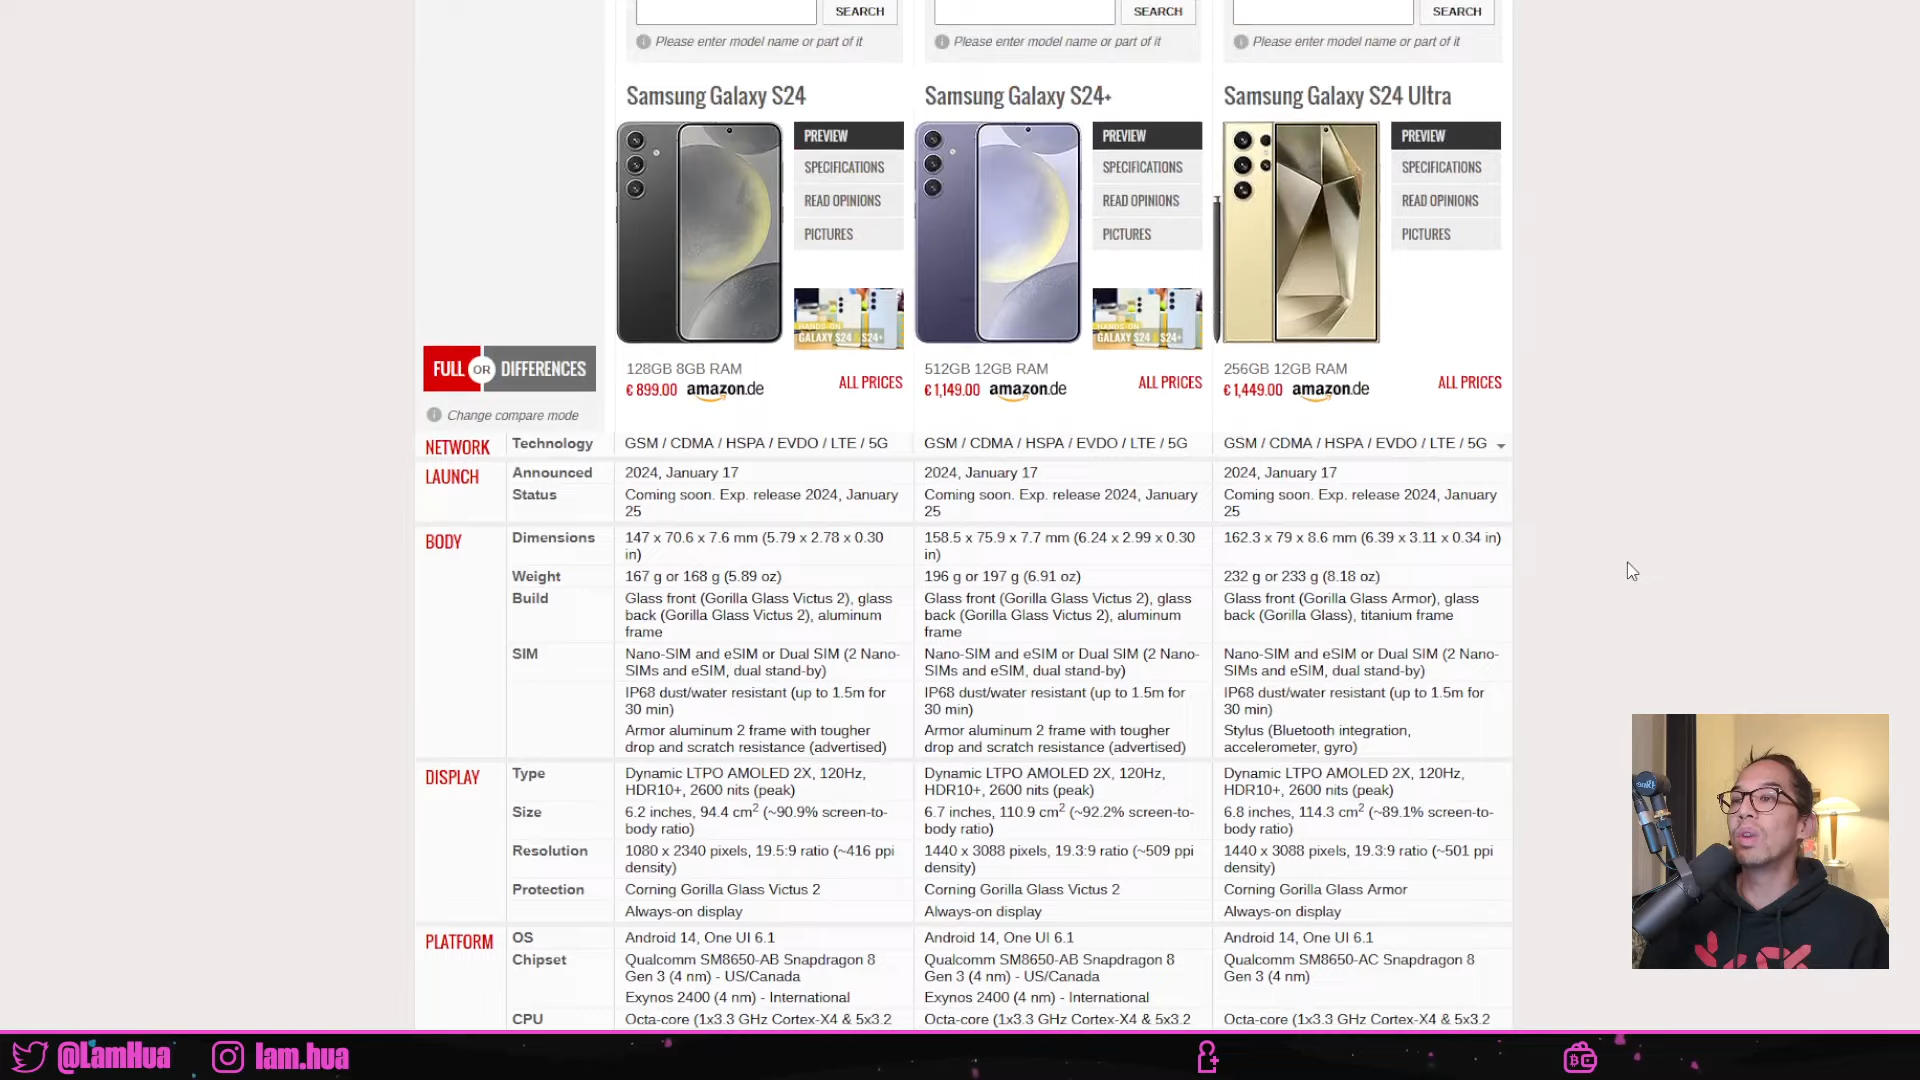 SEARCH SEARCH SEARCH
Please enter model name or part of it Please enter model name or part of it Please enter model name or part of it
Samsung Galaxy S24 Samsung Galaxy S24+ Samsung Galaxy S24 Ultra
PREVIEW PREVIEW PREVIEW
SPECIFICATIONS SPECIFICATIONS SPECIFICATIONS
READ OPINIONS READ OPINIONS READ OPINIONS
PICTURES PICTURES PICTURES
HANDS-ON HANDS-ON
GALAXY S24 S24+ GALAXY S24 S24+
FULL OR DIFFERENCES
128GB 8GB RAM 512GB 12GB RAM 256GB 12GB RAM
€ 899.00 amazon.de ALL PRICES € 1,149.00 amazon.de ALL PRICES € 1,449.00 amazon.de ALL PRICES
Change compare mode
NETWORK Technology GSM / CDMA / HSPA / EVDO / LTE / 5G GSM / CDMA / HSPA / EVDO / LTE / 5G GSM / CDMA / HSPA / EVDO / LTE / 5G
LAUNCH Announced 2024, January 17 2024, January 17 2024, January 17
Status Coming soon. Exp. release 2024, January Coming soon. Exp. release 2024, January Coming soon. Exp. release 2024, January
25 25 25
BODY Dimensions 147 x 70.6 x 7.6 mm (5.79 x 2.78 x 0.30 158.5 x 75.9 x 7.7 mm (6.24 x 2.99 x 0.30 162.3 x 79 x 8.6 mm (6.39 x 3.11 x 0.34 in)
in) in)
Weight 167 g or 168 g (5.89 oz) 196 g or 197 g (6.91 oz) 232 g or 233 g (8.18 oz)
Build Glass front (Gorilla Glass Victus 2), glass Glass front (Gorilla Glass Victus 2), glass Glass front (Gorilla Glass Armor), glass
back (Gorilla Glass Victus 2), aluminum back (Gorilla Glass Victus 2), aluminum back (Gorilla Glass), titanium frame
frame frame
SIM Nano-SIM and eSIM or Dual SIM (2 Nano- Nano-SIM and eSIM or Dual SIM (2 Nano- Nano-SIM and eSIM or Dual SIM (2 Nano-
SIMs and eSIM, dual stand-by) SIMs and eSIM, dual stand-by) SIMs and eSIM, dual stand-by)
IP68 dust/water resistant (up to 1.5m for IP68 dust/water resistant (up to 1.5m for IP68 dust/water resistant (up to 1.5m for
30 min) 30 min) 30 min)
Armor aluminum 2 frame with tougher Armor aluminum 2 frame with tougher Stylus (Bluetooth integration,
drop and scratch resistance (advertised) drop and scratch resistance (advertised) accelerometer, gyro)
DISPLAY Type Dynamic LTPO AMOLED 2X, 120Hz, Dynamic LTPO AMOLED 2X, 120Hz, Dynamic LTPO AMOLED 2X, 120Hz,
HDR10+, 2600 nits (peak) HDR10+, 2600 nits (peak) HDR10+, 2600 nits (peak)
Size 6.2 inches, 94.4 cm2 (~90.9% screen-to- 6.7 inches, 110.9 cm2 (~92.2% screen-to- 6.8 inches, 114.3 cm2 (~89.1% screen-to-
body ratio) body ratio) body ratio)
Resolution 1080 x 2340 pixels, 19.5:9 ratio (~416 ppi 1440 x 3088 pixels, 19.3:9 ratio (~509 ppi 1440 x 3088 pixels, 19.3:9 ratio (~501 ppi
density) density) density)
Protection Corning Gorilla Glass Victus 2 Corning Gorilla Glass Victus 2 Corning Gorilla Glass Armor
Always-on display Always-on display Always-on display
PLATFORM OS Android 14, One UI 6.1 Android 14, One UI 6.1 Android 14, One UI 6.1
Chipset Qualcomm SM8650-AB Snapdragon 8 Qualcomm SM8650-AB Snapdragon 8 Qualcomm SM8650-AC Snapdragon 8
Gen 3 (4 nm) - US/Canada Gen 3 (4 nm) - US/Canada Gen 3 (4 nm)
Exynos 2400 (4 nm) - International Exynos 2400 (4 nm) - International
CPU Octa-core (1x3.3 GHz Cortex-X4 & 5x3.2 Octa-core (1x3.3 GHz Cortex-X4 & 5x3.2 Octa-core (1x3.3 GHz Cortex-X4 & 5x3.2
@LamHua lam.hua